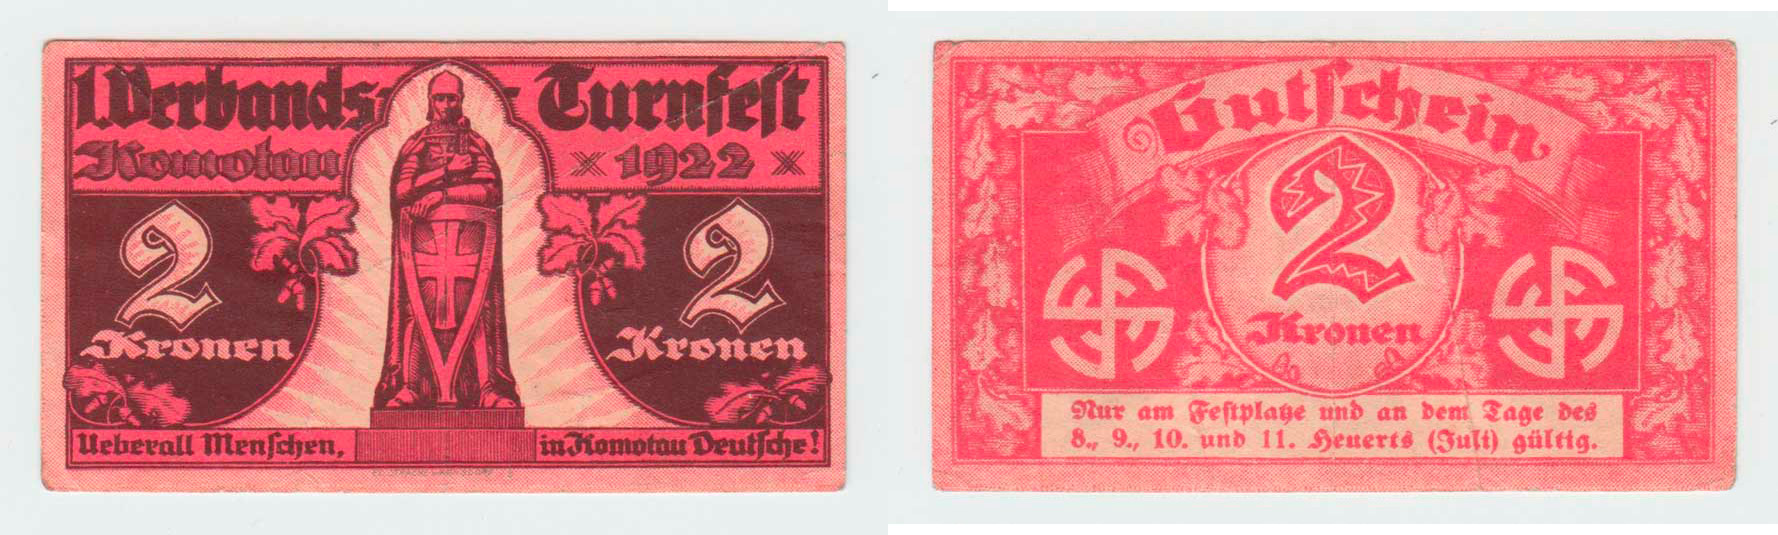 1. Verbands-Turnfest
Komotau 1922
2 2
Kronen Kronen
Ueberall Menschen, in Komotau Deutsche!
Gutschein
2
Kronen
Nur am Festplatze und an dem Tage des
8., 9., 10. und 11. Heuerts (Juli) gültig.